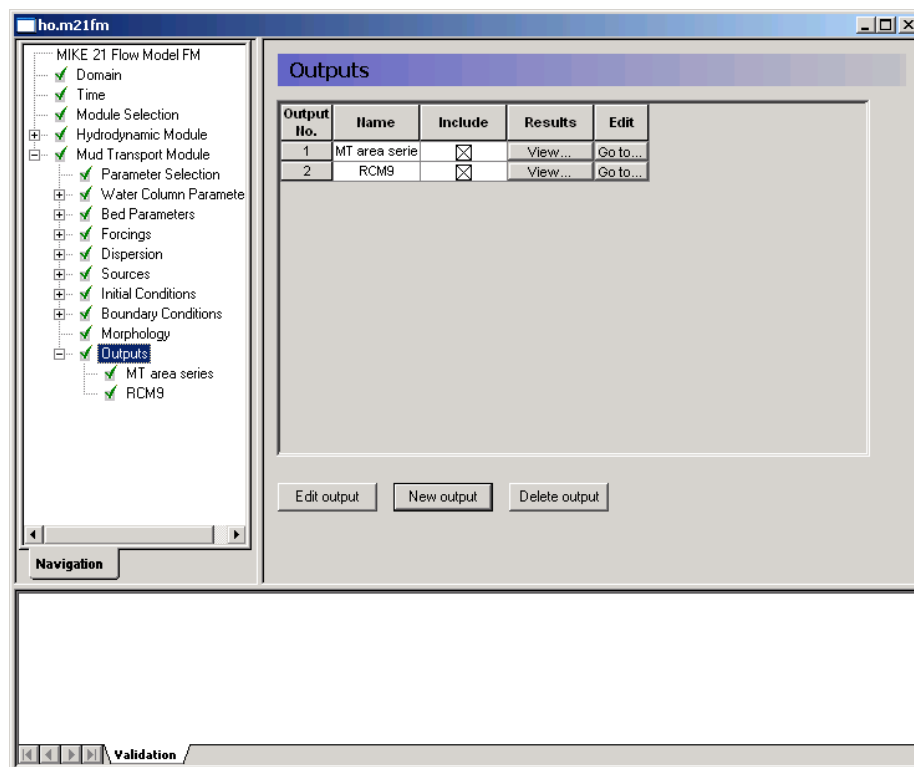 ho.m21fm
MIKE 21 Flow Model FM
Domain
Time
Module Selection
Hydrodynamic Module
Mud Transport Module
Parameter Selection
Water Column Paramete
Bed Parameters
Forcings
Dispersion
Sources
Initial Conditions
Boundary Conditions
Morphology
Outputs
MT area series
RCM9
Navigation
Outputs
Output No. Name Include Results Edit
1 MT area serie View... Go to...
2 RCM9 View... Go to...
Edit output New output Delete output
Validation